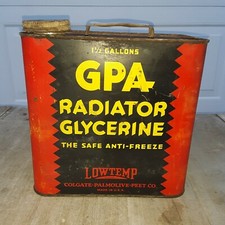 1½ GALLONS
GPA
RADIATOR
GLYCERINE
THE SAFE ANTI-FREEZE
LOWTEMP
COLGATE-PALMOLIVE-PEET CO.
MADE IN U.S.A.